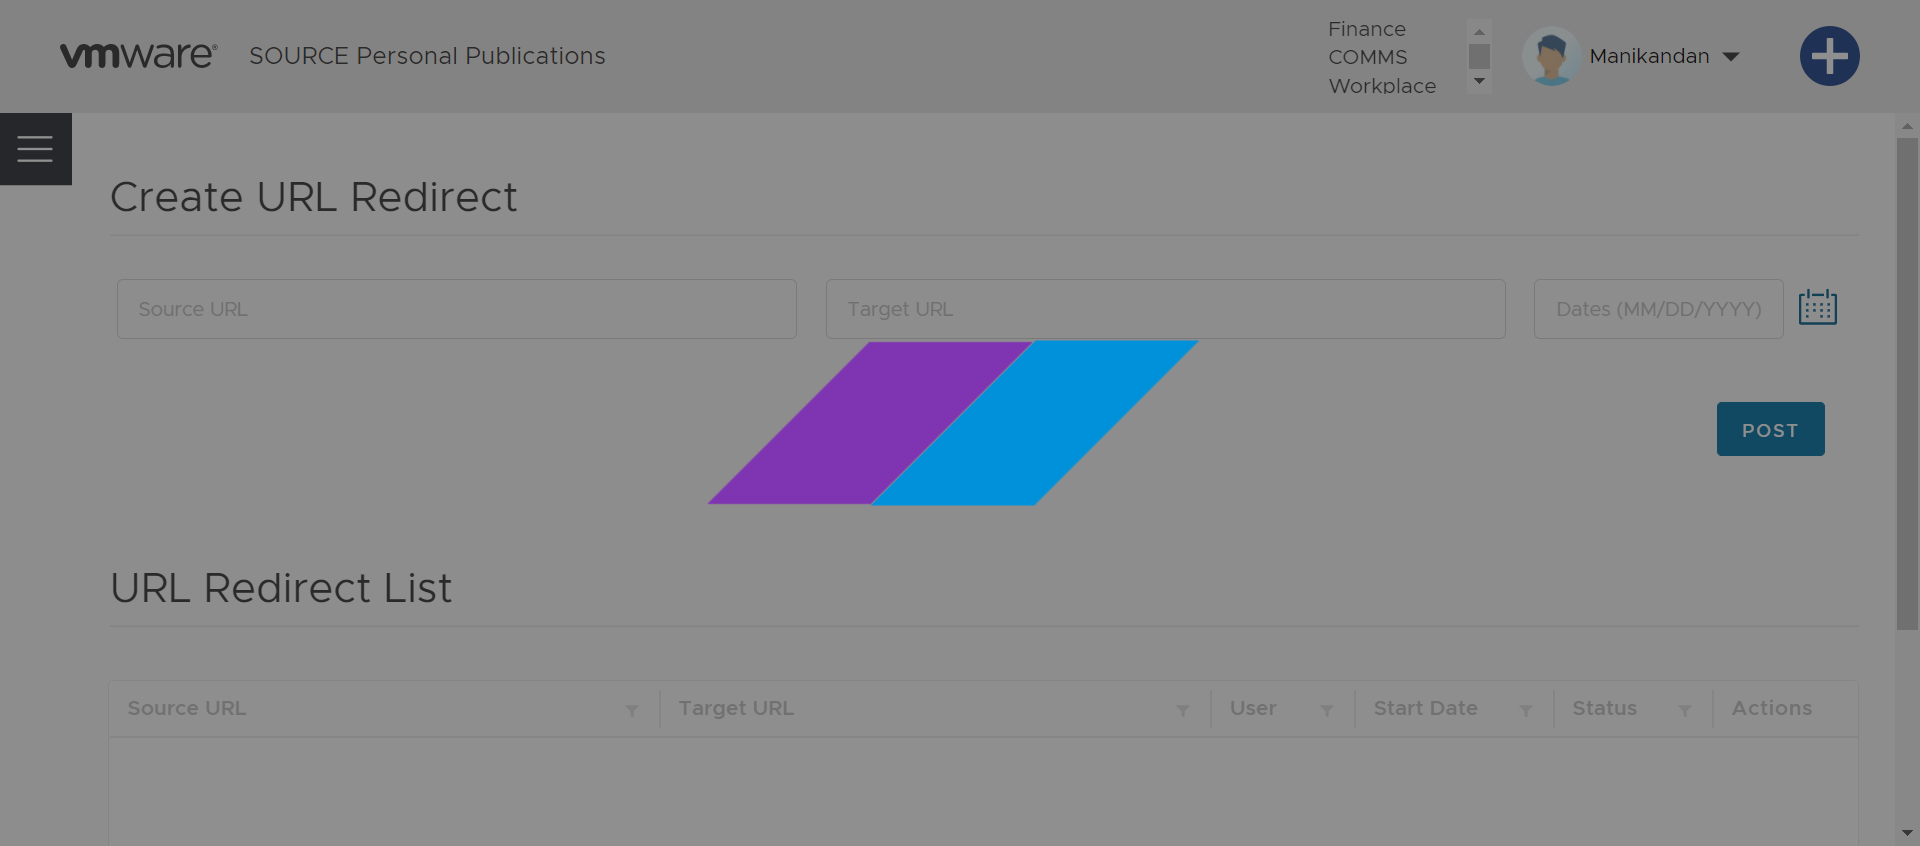 vmware® SOURCE Personal Publications
Finance
COMMS
Workplace
Manikandan
Create URL Redirect
Source URL
Target URL
Dates (MM/DD/YYYY)
POST
URL Redirect List
Source URL Target URL User Start Date Status Actions